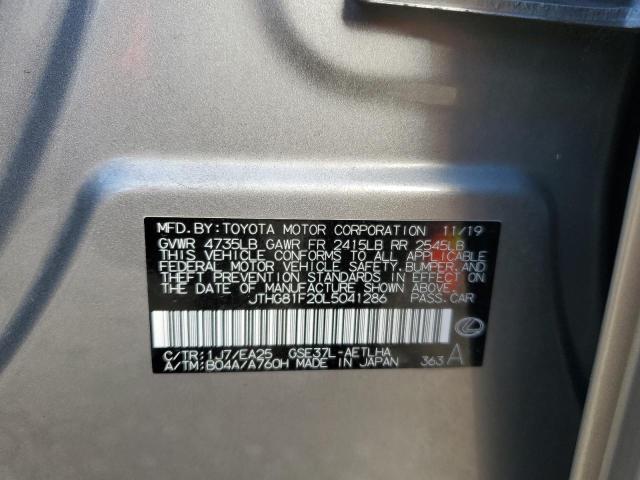 MFD. BY: TOYOTA MOTOR CORPORATION 11/19
GVWR 4735LB GAWR FR 2415LB RR 2545LB
THIS VEHICLE CONFORMS TO ALL APPLICABLE
FEDERAL MOTOR VEHICLE SAFETY, BUMPER, AND
THEFT PREVENTION STANDARDS IN EFFECT ON
THE DATE OF MANUFACTURE SHOWN ABOVE.
JTHG81F20L5041286 PASS. CAR
C/TR: 1J7/EA25 GSE37L-AETLHA
A/TM: B04A/A760H MADE IN JAPAN 363 A